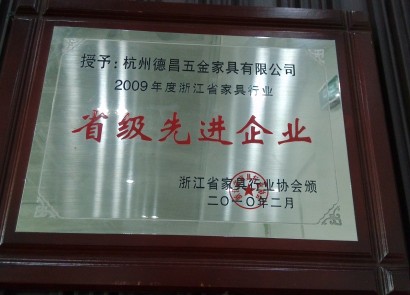 授予：杭州德昌五金家具有限公司
2009年度浙江省家具行业
省级先进企业
浙江省家具行业协会颁
二〇一〇年二月